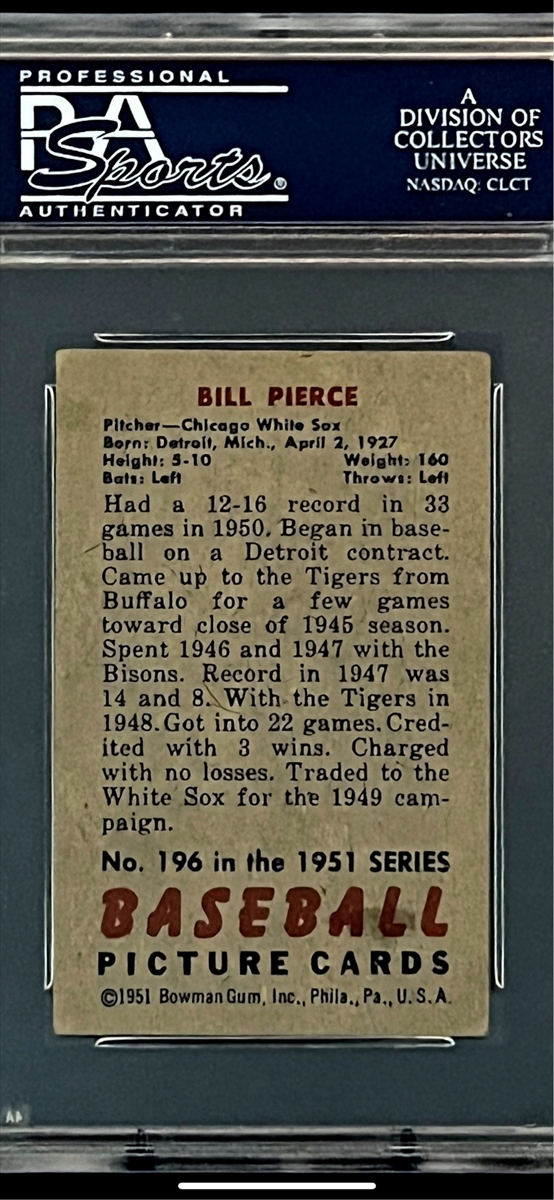 PROFESSIONAL
PSA
Sports®
AUTHENTICATOR
A
DIVISION OF
COLLECTORS
UNIVERSE
NASDAQ: CLCT
BILL PIERCE
Pitcher—Chicago White Sox
Born: Detroit, Mich., April 2, 1927
Height: 5-10 Weight: 160
Bats: Left Throws: Left
Had a 12-16 record in 33
games in 1950. Began in base-
ball on a Detroit contract.
Came up to the Tigers from
Buffalo for a few games
toward close of 1945 season.
Spent 1946 and 1947 with the
Bisons. Record in 1947 was
14 and 8. With the Tigers in
1948. Got into 22 games. Cred-
ited with 3 wins. Charged
with no losses. Traded to the
White Sox for the 1949 cam-
paign.
No. 196 in the 1951 SERIES
BASEBALL
PICTURE CARDS
©1951 Bowman Gum, Inc., Phila., Pa., U.S.A.